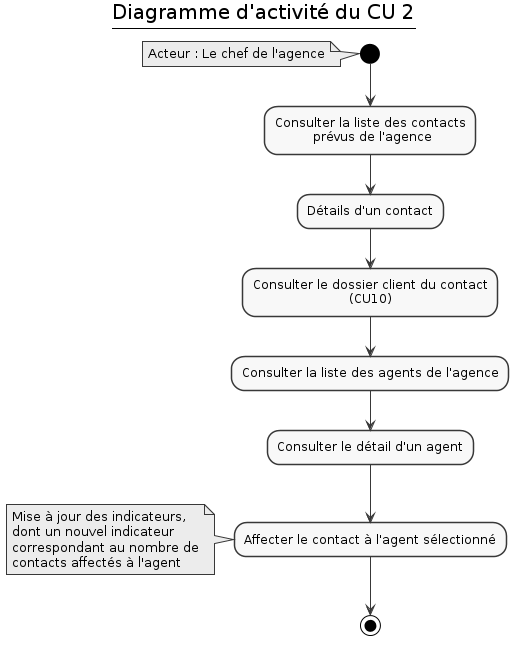 Diagramme d'activité du CU 2
Acteur : Le chef de l'agence
Consulter la liste des contacts
prévus de l'agence
Détails d'un contact
Consulter le dossier client du contact
(CU10)
Consulter la liste des agents de l'agence
Consulter le détail d'un agent
Mise à jour des indicateurs,
dont un nouvel indicateur
correspondant au nombre de
contacts affectés à l'agent
Affecter le contact à l'agent sélectionné